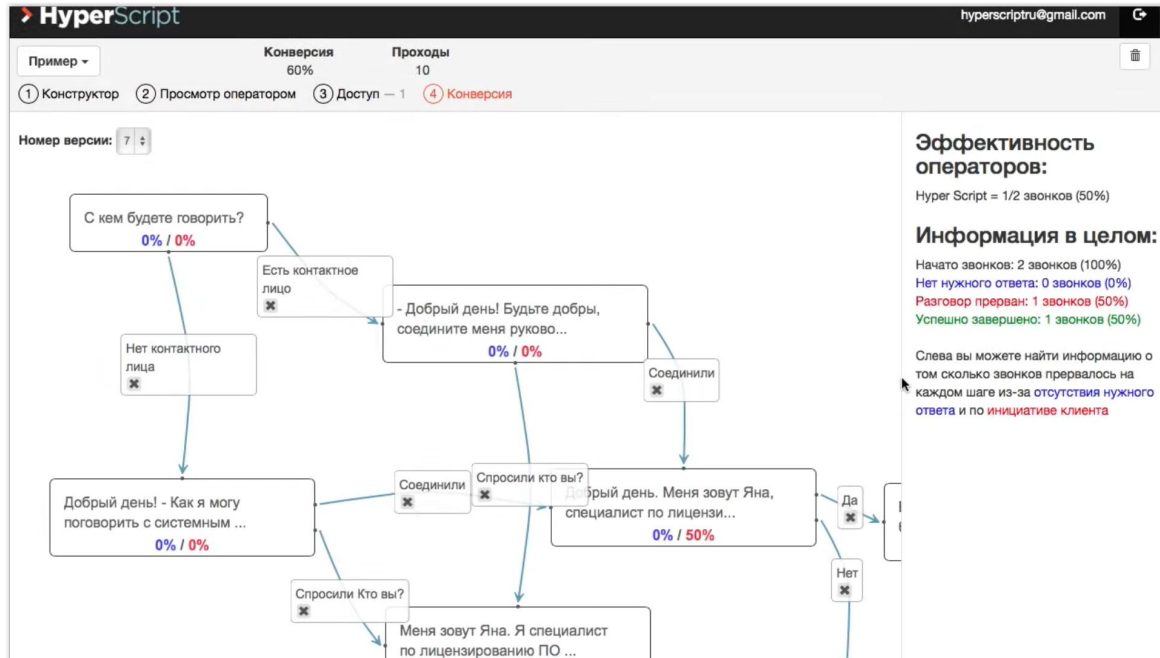 HyperScript
hyperscriptru@gmail.com
Пример
Конверсия
60%
Проходы
10
1 Конструктор
2 Просмотр оператором
3 Доступ — 1
4 Конверсия
Номер версии: 7
С кем будете говорить?
0% / 0%
Есть контактное
лицо
- Добрый день! Будьте добры,
соедините меня руково...
0% / 0%
Нет контактного
лица
Соединили
Добрый день! - Как я могу
поговорить с системным ...
0% / 0%
Соединили
Спросили кто вы?
Добрый день. Меня зовут Яна,
специалист по лицензи...
0% / 50%
Да
Нет
Спросили Кто вы?
Меня зовут Яна. Я специалист
по лицензированию ПО ...
Эффективность
операторов:
Hyper Script = 1/2 звонков (50%)
Информация в целом:
Начато звонков: 2 звонков (100%)
Нет нужного ответа: 0 звонков (0%)
Разговор прерван: 1 звонков (50%)
Успешно завершено: 1 звонков (50%)
Слева вы можете найти информацию о
том сколько звонков прервалось на
каждом шаге из-за отсутствия нужного
ответа и по инициативе клиента